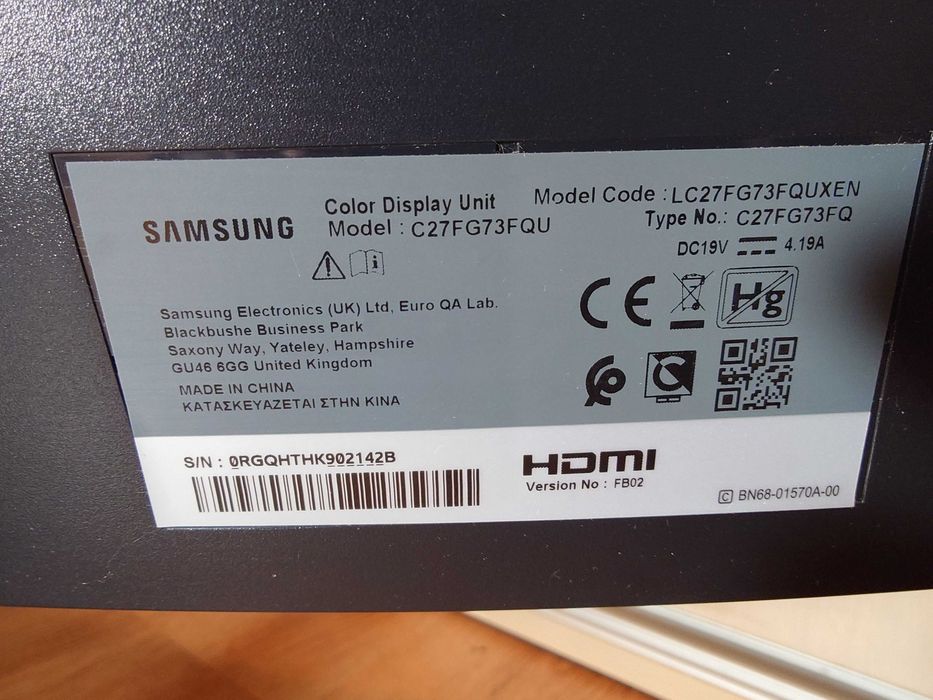 SAMSUNG
Color Display Unit
Model : C27FG73FQU
Model Code : LC27FG73FQUXEN
Type No.: C27FG73FQ
DC19V 4.19A
Samsung Electronics (UK) Ltd, Euro QA Lab.
Blackbushe Business Park
Saxony Way, Yateley, Hampshire
GU46 6GG United Kingdom
MADE IN CHINA
ΚΑΤΑΣΚΕΥΑΖΕΤΑΙ ΣΤΗΝ ΚΙΝΑ
CE
Hg
S/N : 0RGQHTHK902142B
HDMI
Version No : FB02
C BN68-01570A-00